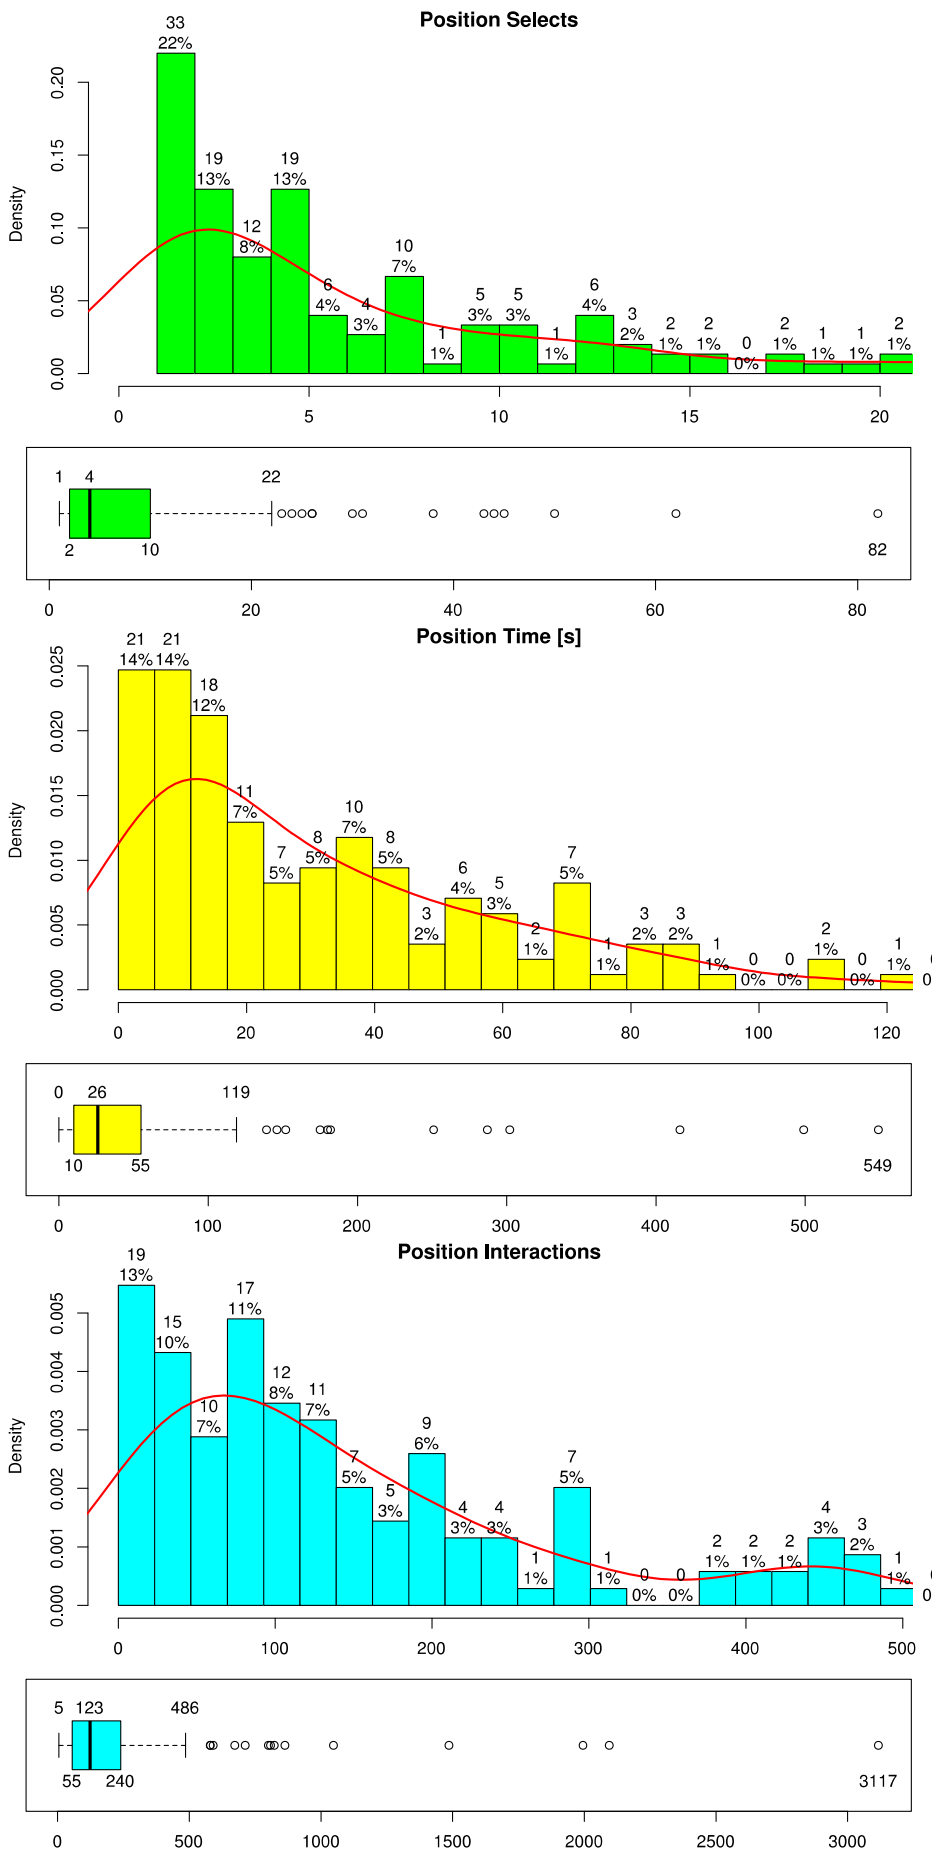 Position Selects
33 19 12 19 6 4 10 1 5 5 1 6 3 2 2 0 2 1 1 2
22% 13% 8% 13% 4% 3% 7% 1% 3% 3% 1% 4% 2% 1% 1% 0% 1% 1% 1% 1%
Density
0.00 0.05 0.10 0.15 0.20
0 5 10 15 20
1 4 22
2 10 82
0 20 40 60 80
Position Time [s]
21 21 18 11 7 8 10 8 3 6 5 2 7 1 3 3 1 0 0 2 0 1 0
14% 14% 12% 7% 5% 5% 7% 5% 2% 4% 3% 1% 5% 1% 2% 2% 1% 0% 0% 1% 0% 1% 0
Density
0.000 0.005 0.010 0.015 0.020 0.025
0 20 40 60 80 100 120
0 26 119
10 55 549
0 100 200 300 400 500
Position Interactions
19 15 10 17 12 11 7 5 9 4 4 1 7 1 0 0 2 2 2 4 3 1 0
13% 10% 7% 11% 8% 7% 5% 3% 6% 3% 3% 1% 5% 1% 0% 0% 1% 1% 1% 3% 2% 1% 0
Density
0.000 0.001 0.002 0.003 0.004 0.005
0 100 200 300 400 500
5 123 486
55 240 3117
0 500 1000 1500 2000 2500 3000